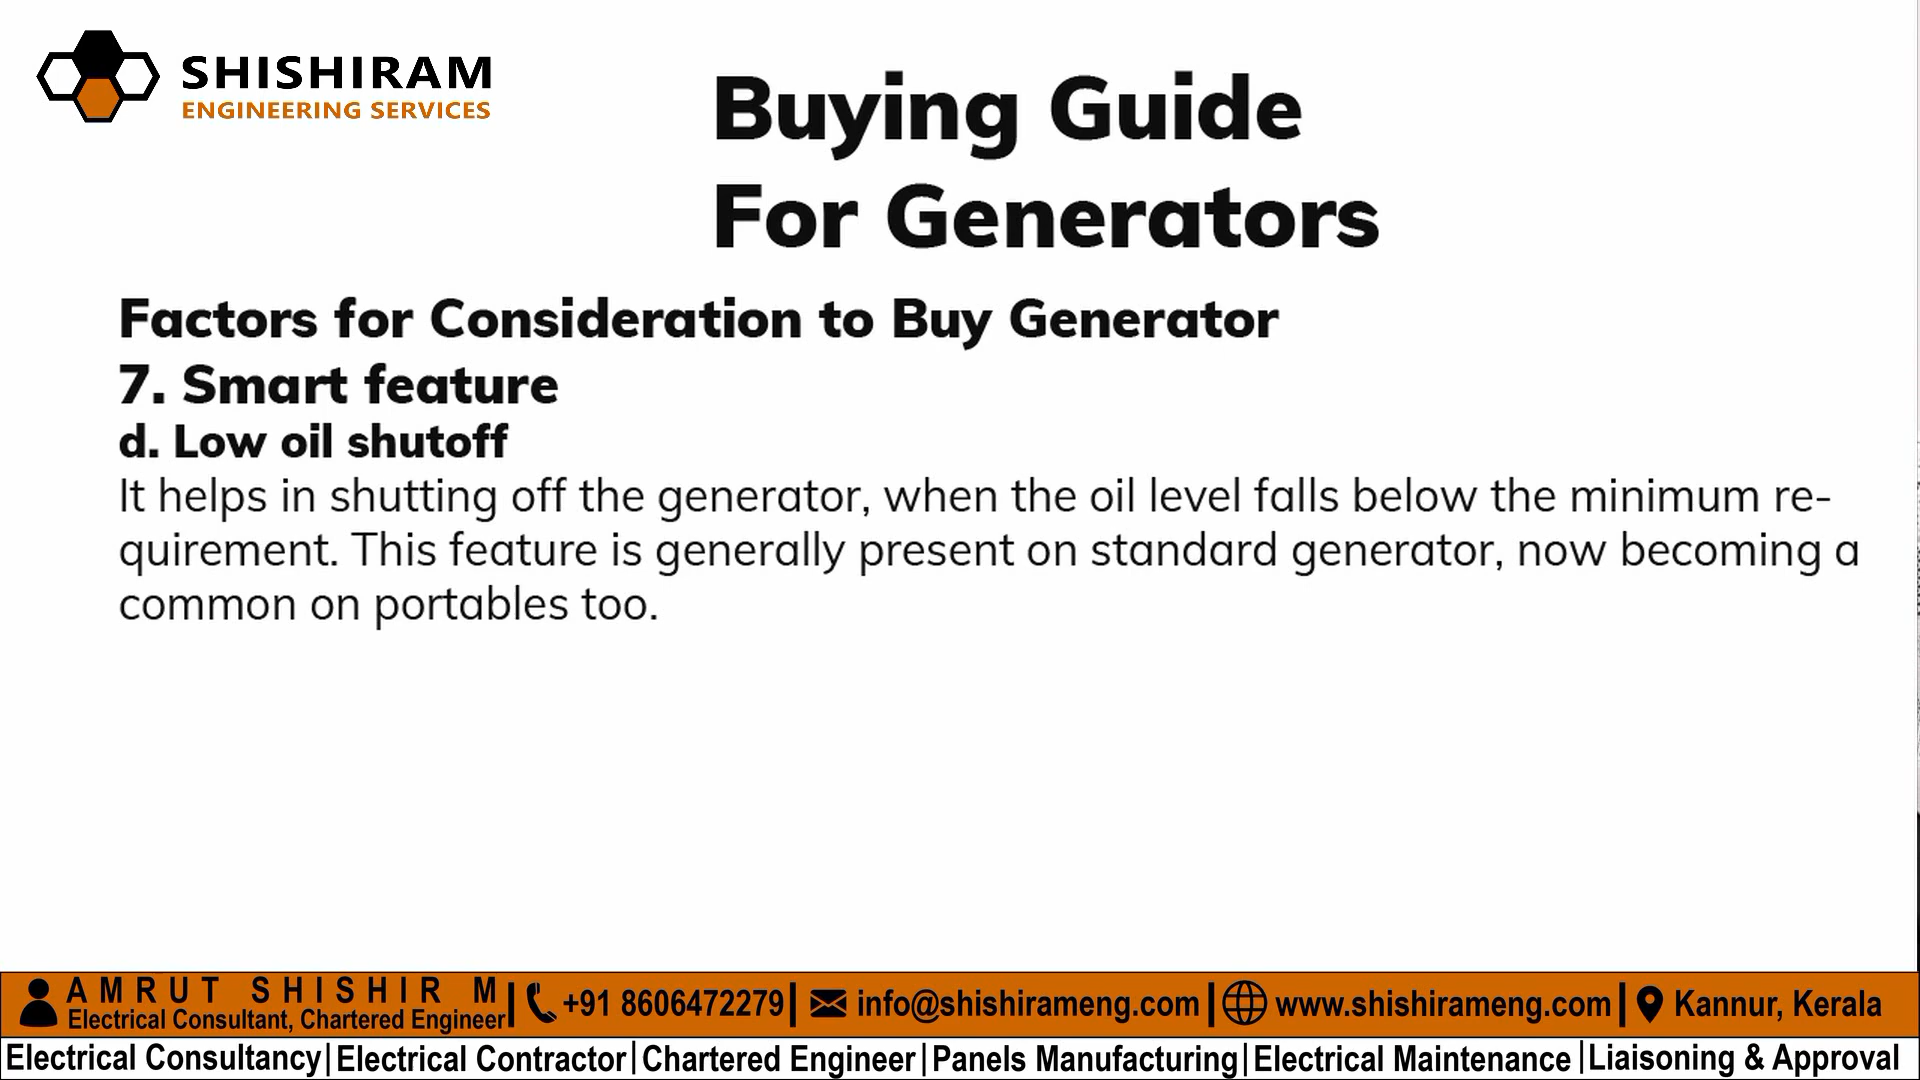 SHISHIRAM
ENGINEERING SERVICES
Buying Guide
For Generators
Factors for Consideration to Buy Generator
7. Smart feature
d. Low oil shutoff
It helps in shutting off the generator, when the oil level falls below the minimum re-
quirement. This feature is generally present on standard generator, now becoming a
common on portables too.
AMRUT SHISHIR M
Electrical Consultant, Chartered Engineer
+91 8606472279
info@shishirameng.com
www.shishirameng.com
Kannur, Kerala
Electrical Consultancy|Electrical Contractor|Chartered Engineer|Panels Manufacturing|Electrical Maintenance|Liaisoning & Approval